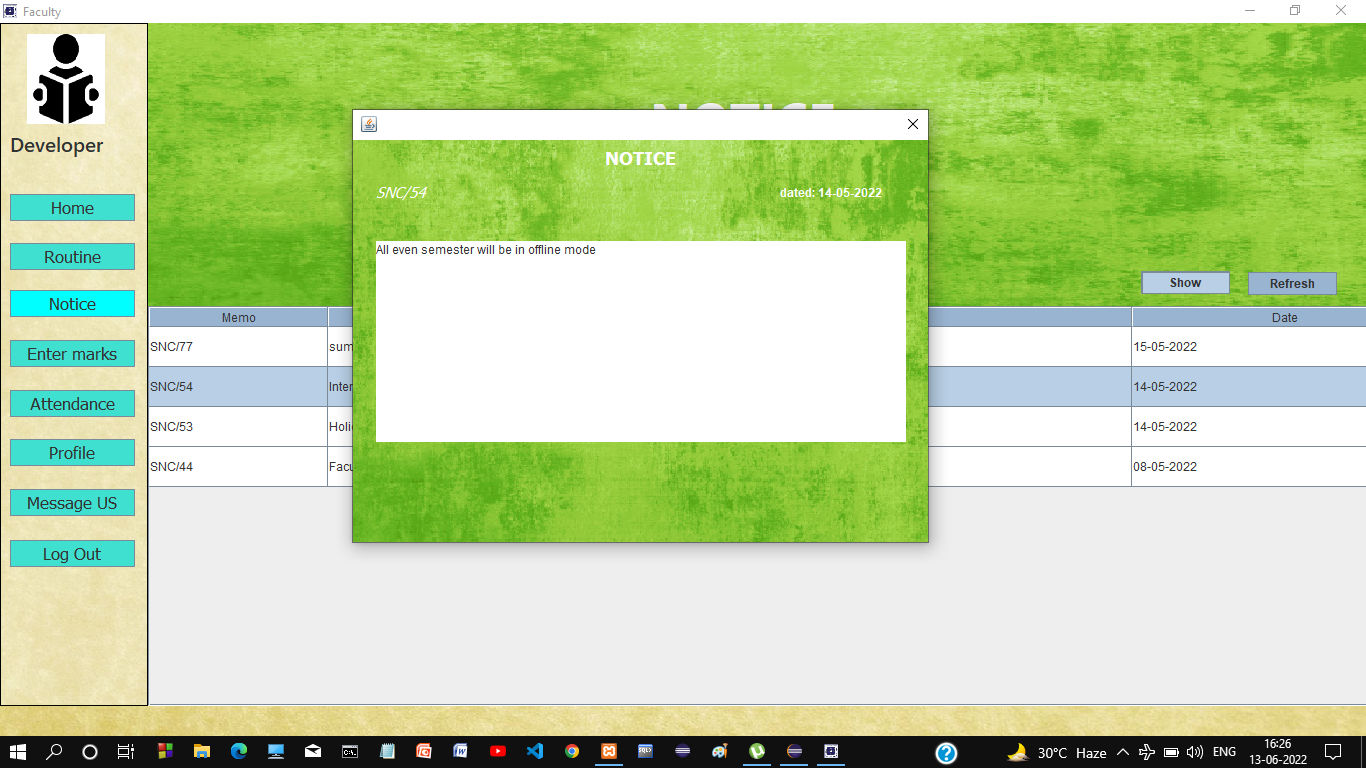 Faculty
Developer
Home
Routine
Notice
Enter marks
Attendance
Profile
Message US
Log Out
NOTICE
NOTICE
SNC/54 dated: 14-05-2022
All even semester will be in offline mode
Show Refresh
Memo Date
SNC/77 sum 15-05-2022
SNC/54 Inter 14-05-2022
SNC/53 Holi 14-05-2022
SNC/44 Facu 08-05-2022
30°C Haze ENG 16:26
13-06-2022